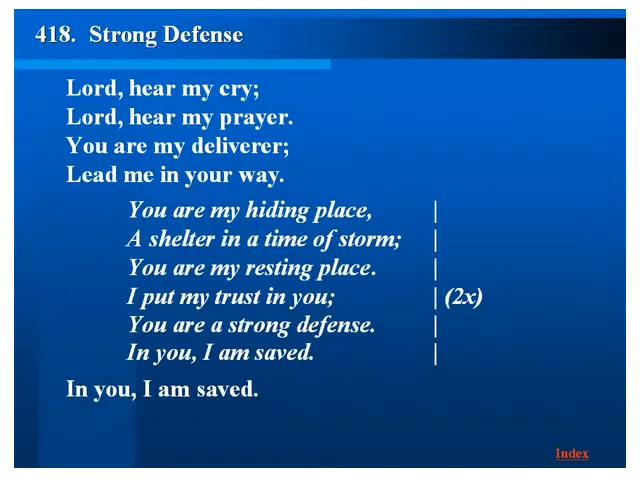 418. Strong Defense
Lord, hear my cry;
Lord, hear my prayer.
You are my deliverer;
Lead me in your way.
You are my hiding place, |
A shelter in a time of storm; |
You are my resting place. |
I put my trust in you; | (2x)
You are a strong defense. |
In you, I am saved. |
In you, I am saved.
Index